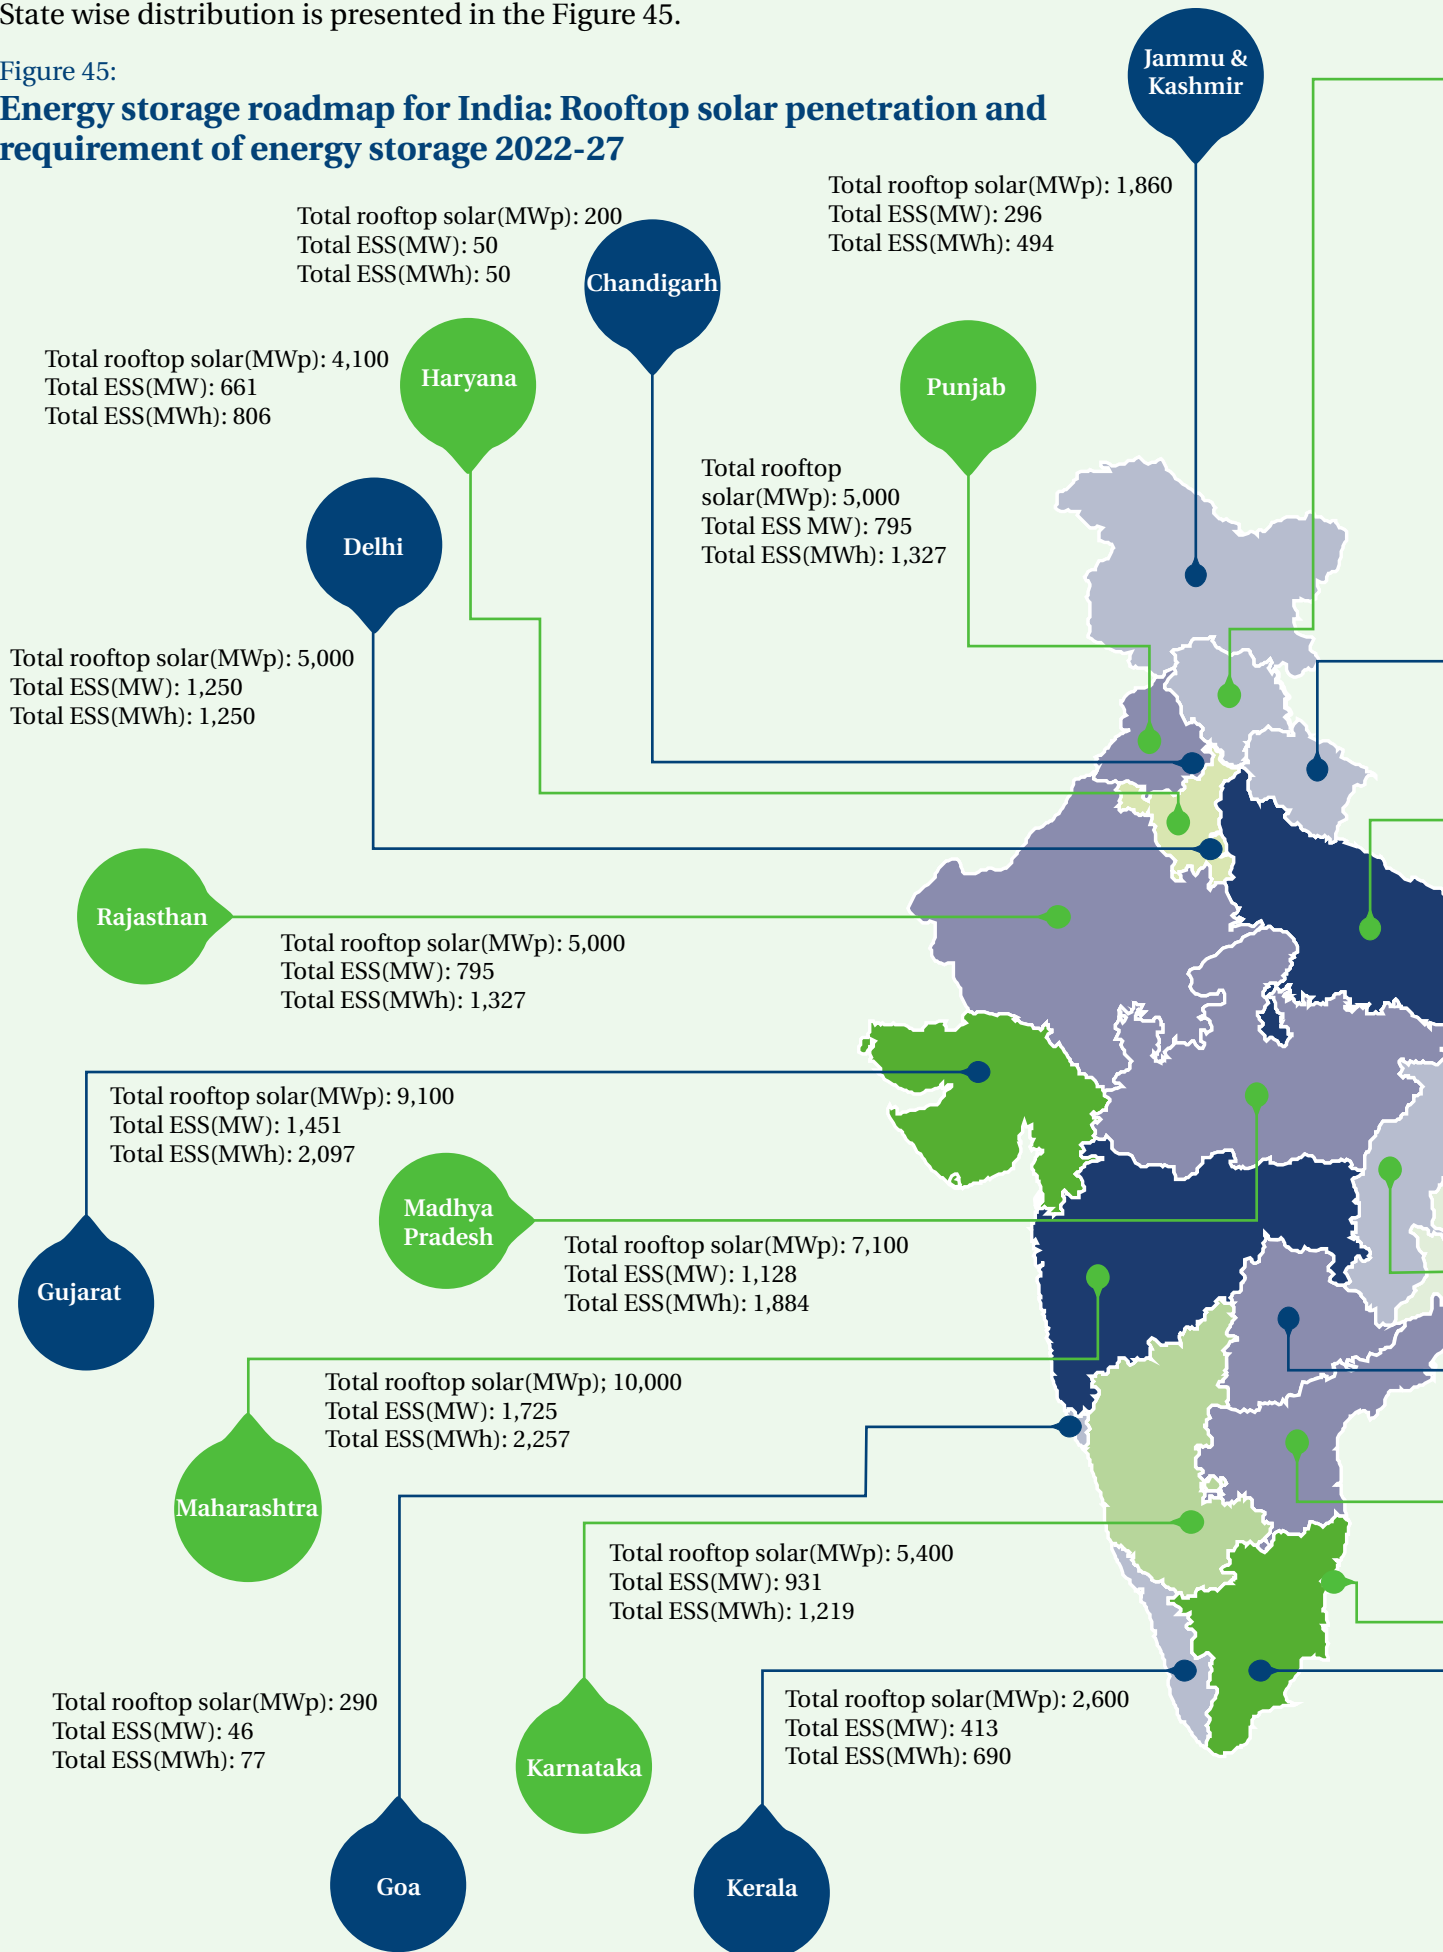 State wise distribution is presented in the Figure 45.
Figure 45:
Energy storage roadmap for India: Rooftop solar penetration and
requirement of energy storage 2022-27
Jammu &
Kashmir
Total rooftop solar(MWp): 1,860
Total ESS(MW): 296
Total ESS(MWh): 494
Total rooftop solar(MWp): 200
Total ESS(MW): 50
Total ESS(MWh): 50
Chandigarh
Total rooftop solar(MWp): 4,100
Total ESS(MW): 661
Total ESS(MWh): 806
Haryana
Punjab
Total rooftop
solar(MWp): 5,000
Total ESS MW): 795
Total ESS(MWh): 1,327
Delhi
Total rooftop solar(MWp): 5,000
Total ESS(MW): 1,250
Total ESS(MWh): 1,250
Rajasthan
Total rooftop solar(MWp): 5,000
Total ESS(MW): 795
Total ESS(MWh): 1,327
Total rooftop solar(MWp): 9,100
Total ESS(MW): 1,451
Total ESS(MWh): 2,097
Gujarat
Madhya
Pradesh
Total rooftop solar(MWp): 7,100
Total ESS(MW): 1,128
Total ESS(MWh): 1,884
Total rooftop solar(MWp); 10,000
Total ESS(MW): 1,725
Total ESS(MWh): 2,257
Maharashtra
Total rooftop solar(MWp): 5,400
Total ESS(MW): 931
Total ESS(MWh): 1,219
Karnataka
Total rooftop solar(MWp): 290
Total ESS(MW): 46
Total ESS(MWh): 77
Goa
Total rooftop solar(MWp): 2,600
Total ESS(MW): 413
Total ESS(MWh): 690
Kerala